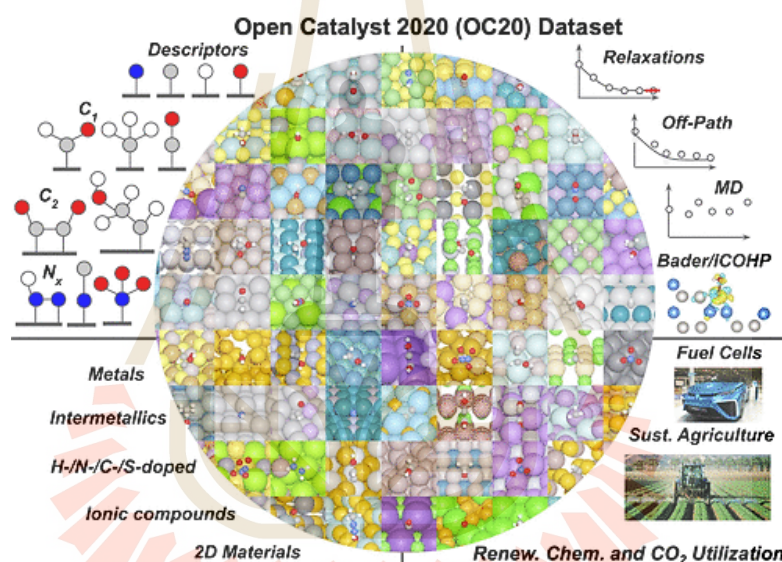 Open Catalyst 2020 (OC20) Dataset
Descriptors
C1
C2
Nx
Relaxations
Off-Path
MD
Bader/iCOHP
Metals
Intermetallics
H-/N-/C-/S-doped
Ionic compounds
2D Materials
Fuel Cells
Sust. Agriculture
Renew. Chem. and CO2 Utilization